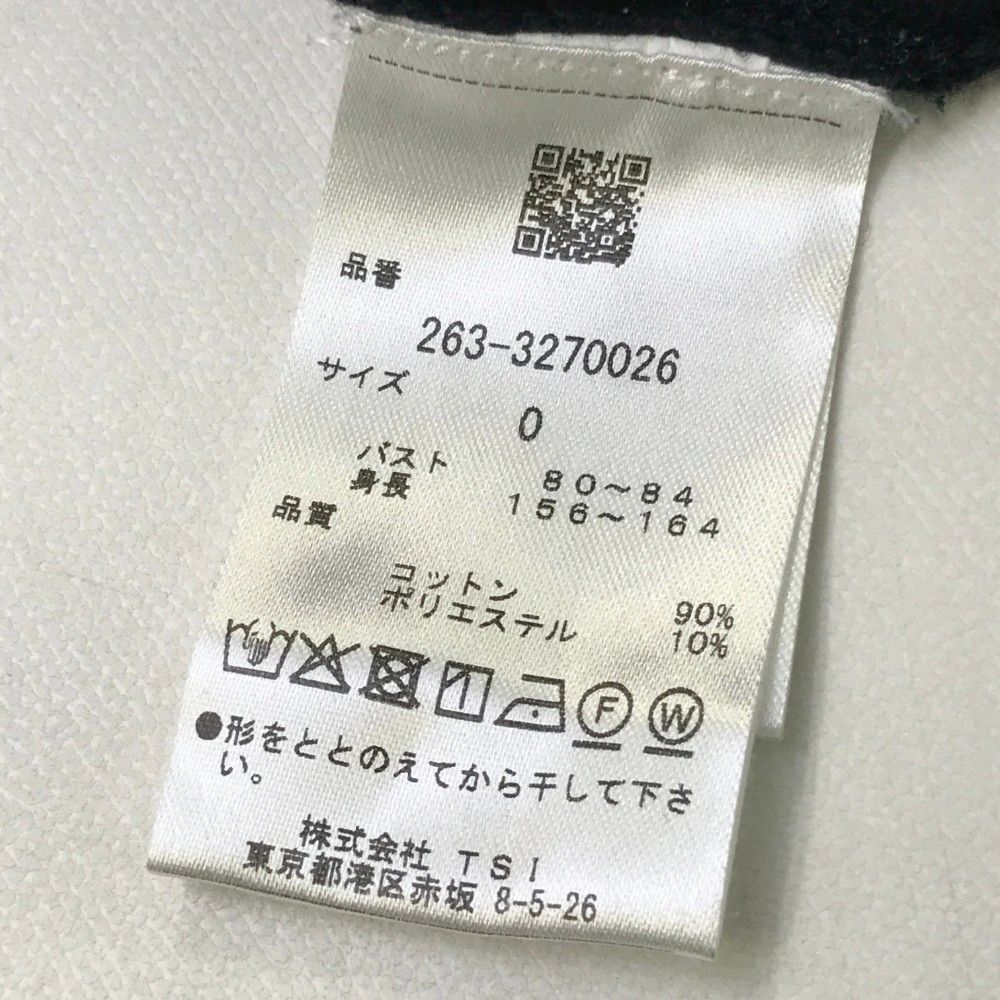 品番
263-3270026
サイズ
0
バスト 80~84
身長 156~164
品質
コットン 90%
ポリエステル 10%
F W
●形をととのえてから干して下さ
い。
株式会社 TSI
東京都港区赤坂 8-5-26